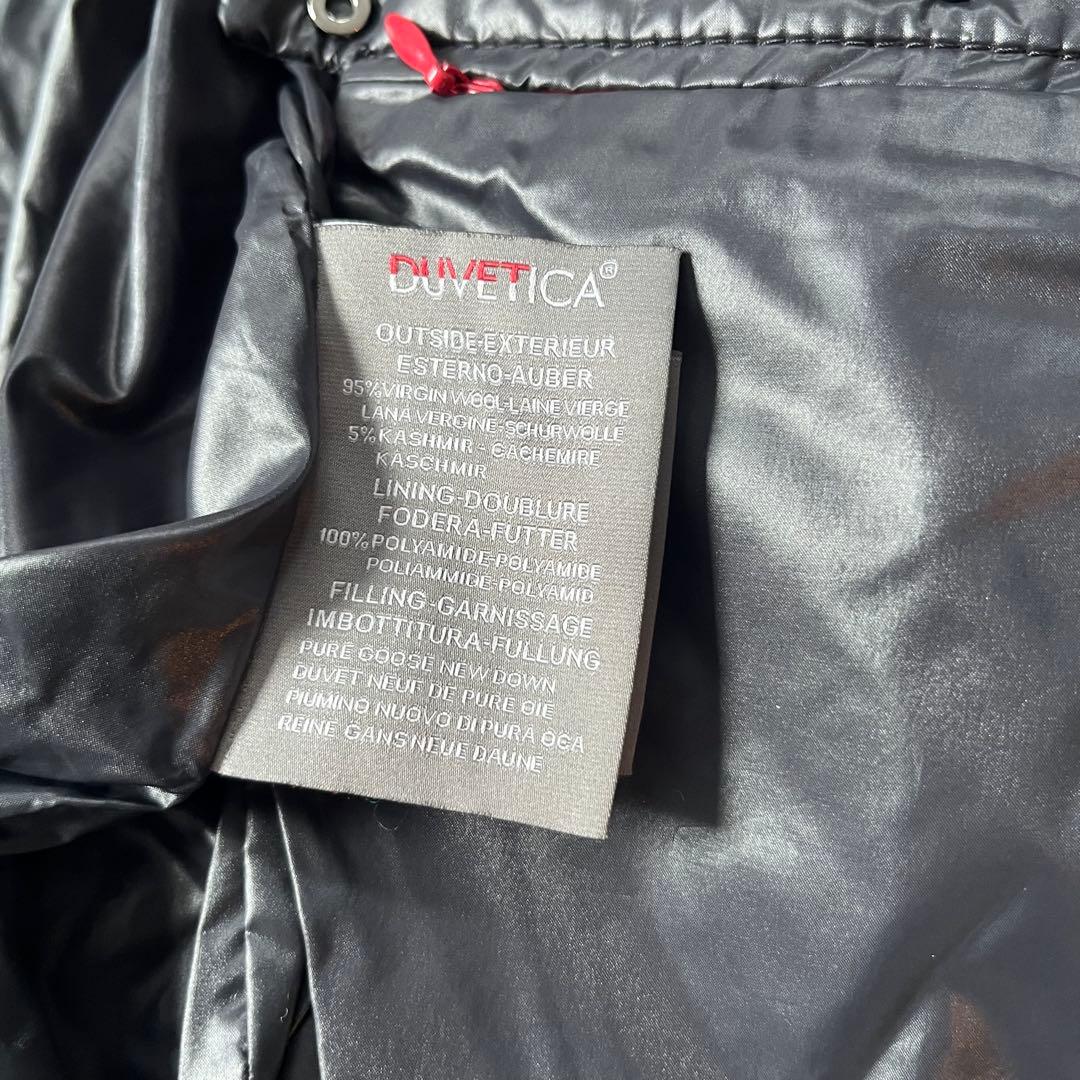 DUVETICA®
OUTSIDE-EXTERIEUR
ESTERNO-AUBER
95%VIRGIN WOOL-LAINE VIERGE
LANA VERGINE-SCHURWOLLE
5%KASHMIR - CACHEMIRE
KASCHMIR
LINING-DOUBLURE
FODERA-FUTTER
100%POLYAMIDE-POLYAMIDE
POLIAMMIDE-POLYAMID
FILLING-GARNISSAGE
IMBOTTITURA-FULLUNG
PURE GOOSE NEW DOWN
DUVET NEUF DE PURE OIE
PIUMINO NUOVO DI PURA OCA
REINE GANS NEUE DAUNE